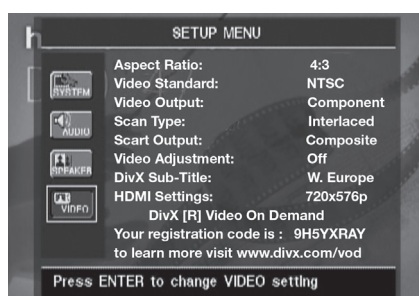 SETUP MENU
Aspect Ratio: 4:3
SYSTEM
Video Standard: NTSC
Video Output: Component
AUDIO
Scan Type: Interlaced
Scart Output: Composite
SPEAKER
Video Adjustment: Off
DivX Sub-Title: W. Europe
VIDEO
HDMI Settings: 720x576p
DivX [R] Video On Demand
Your registration code is : 9H5YXRAY
to learn more visit www.divx.com/vod
Press ENTER to change VIDEO setting